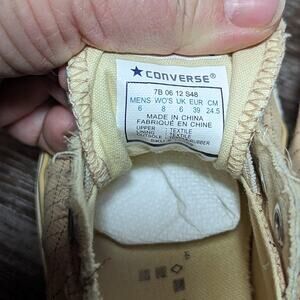 CONVERSE®
7B 06 12 S48
MENS WO'S UK EUR CM
6 8 6 39 24.5
MADE IN CHINA
FABRIQUÉ EN CHINE
UPPER : TEXTILE
LINING : TEXTILE
RUBBER